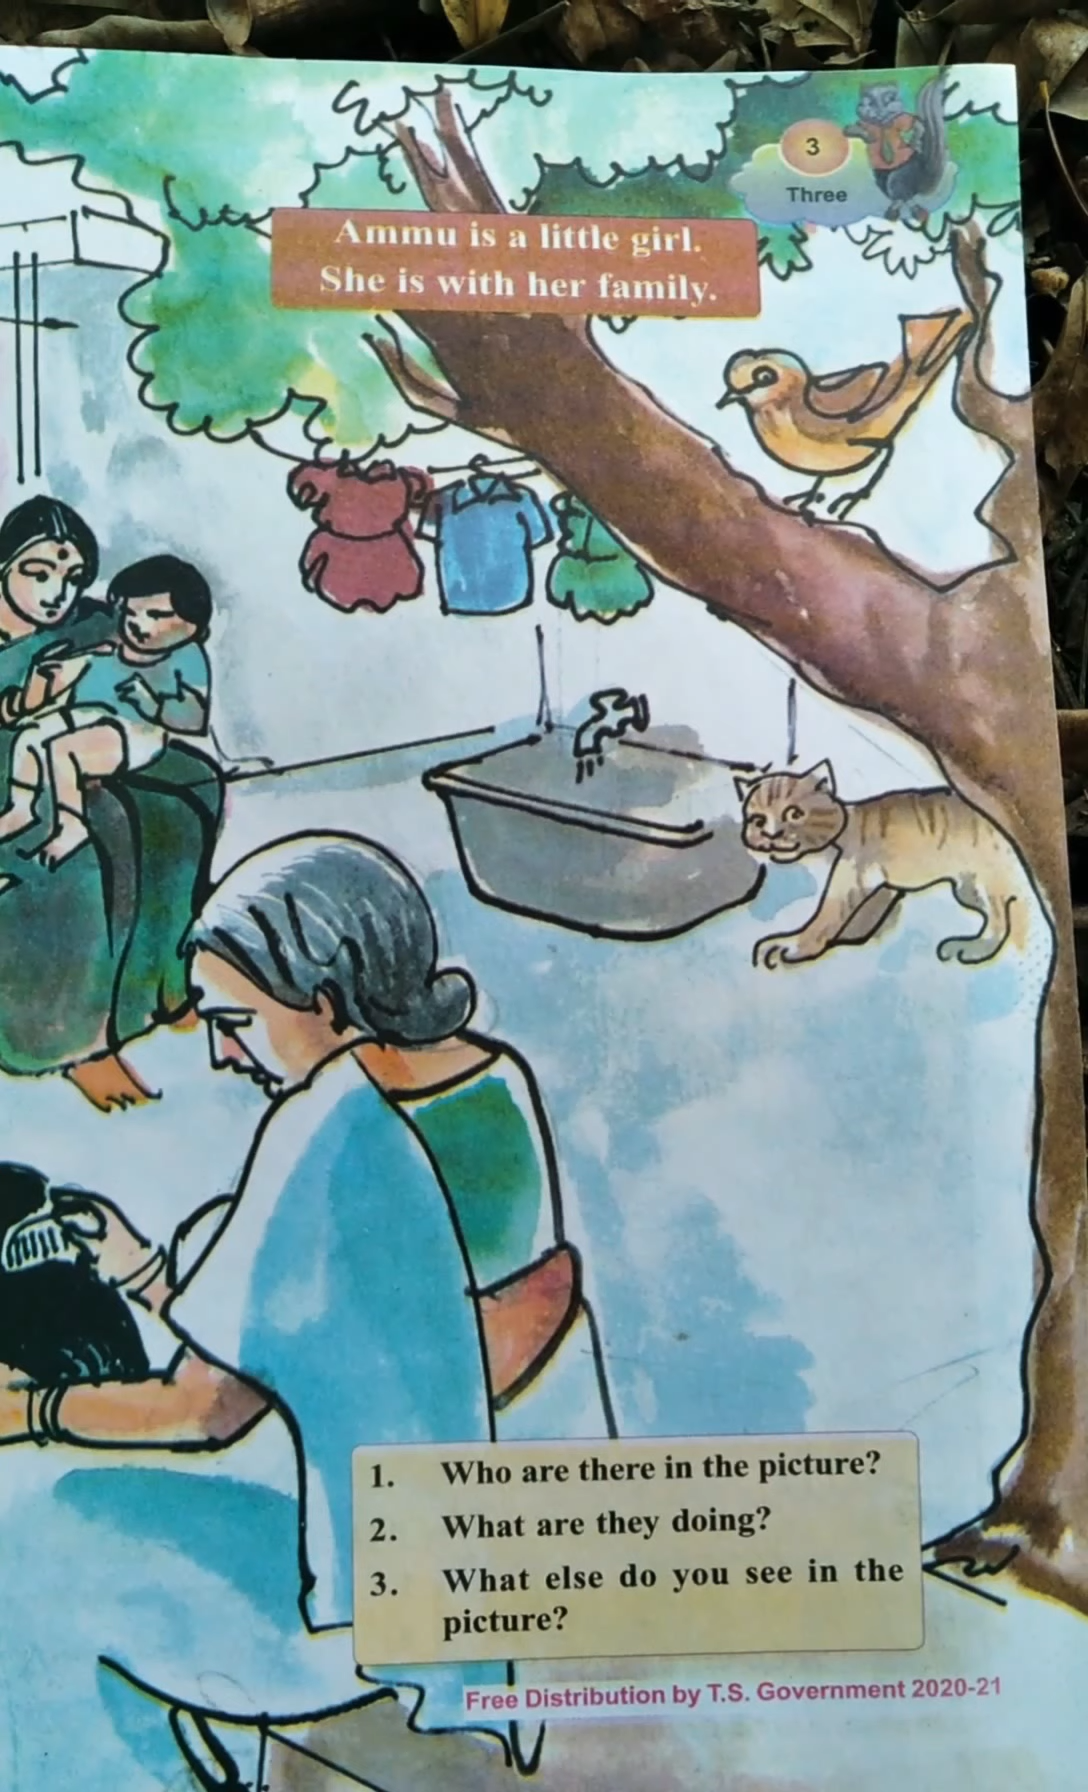 3
Three
Ammu is a little girl.
She is with her family.
1. Who are there in the picture?
2. What are they doing?
3. What else do you see in the
picture?
Free Distribution by T.S. Government 2020-21